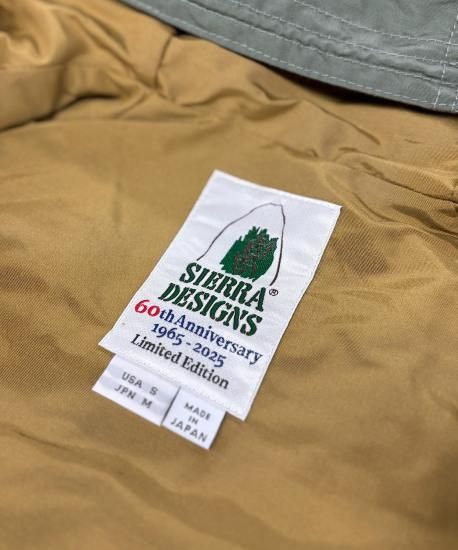 SIERRA
DESIGNS®
60th Anniversary
1965 - 2025
Limited Edition
USA S
JPN M
MADE
IN
JAPAN